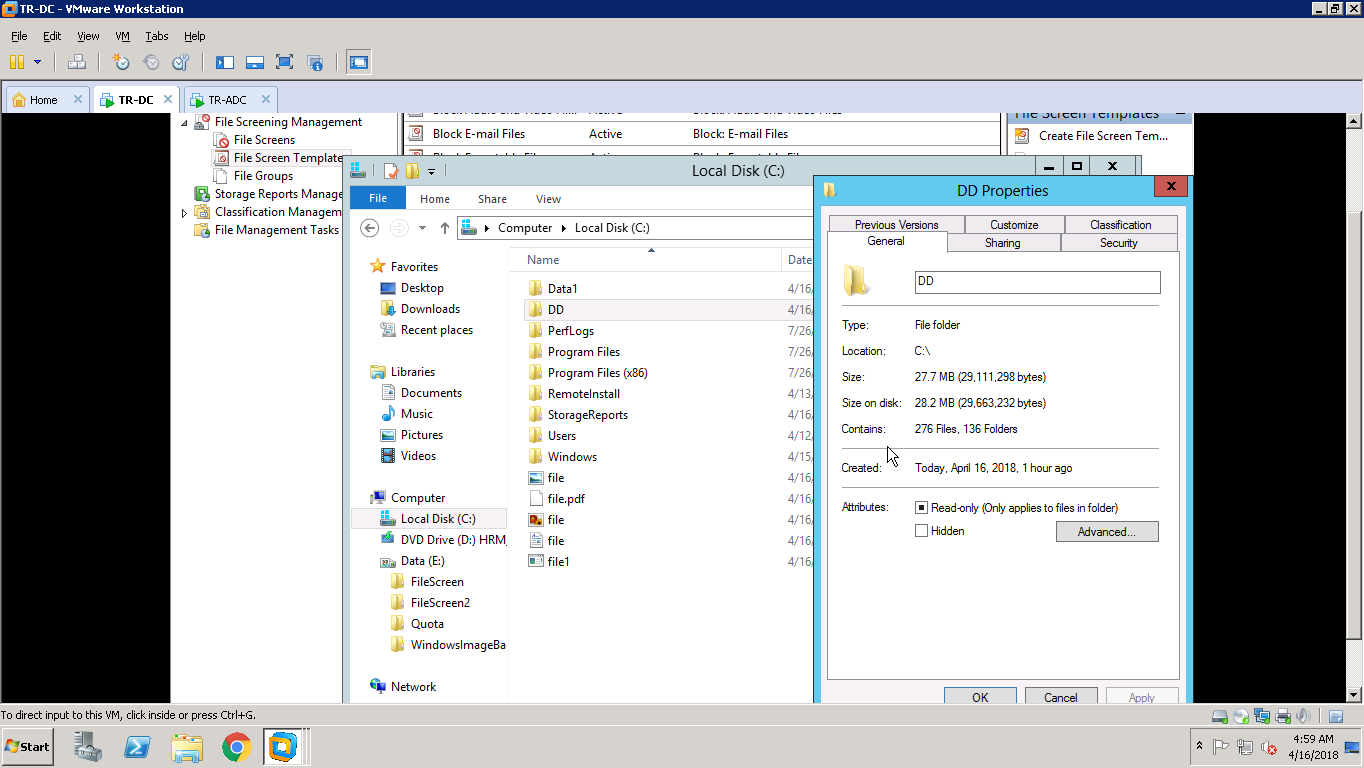 TR-DC - VMware Workstation
File Edit View VM Tabs Help
Home TR-DC TR-ADC
File Screening Management
File Screens
File Screen Template
File Groups
Storage Reports Manage
Classification Managem
File Management Tasks
Block E-mail Files Active Block: E-mail Files
File Screen Templates
Create File Screen Tem...
Local Disk (C:)
File Home Share View
Computer Local Disk (C:)
Favorites
Desktop
Downloads
Recent places
Libraries
Documents
Music
Pictures
Videos
Computer
Local Disk (C:)
DVD Drive (D:) HRM_
Data (E:)
FileScreen
FileScreen2
Quota
WindowsImageBa
Network
Name Date
Data1 4/16/
DD 4/16/
PerfLogs 7/26/
Program Files 7/26/
Program Files (x86) 7/26/
RemoteInstall 4/13/
StorageReports 4/16/
Users 4/12/
Windows 4/15/
file 4/16/
file.pdf 4/16/
file 4/16/
file 4/16/
file1 4/16/
DD Properties
Previous Versions Customize Classification
General Sharing Security
DD
Type: File folder
Location: C:\
Size: 27.7 MB (29,111,298 bytes)
Size on disk: 28.2 MB (29,663,232 bytes)
Contains: 276 Files, 136 Folders
Created: Today, April 16, 2018, 1 hour ago
Attributes: Read-only (Only applies to files in folder)
Hidden Advanced...
OK Cancel Apply
To direct input to this VM, click inside or press Ctrl+G.
Start
4:59 AM
4/16/2018